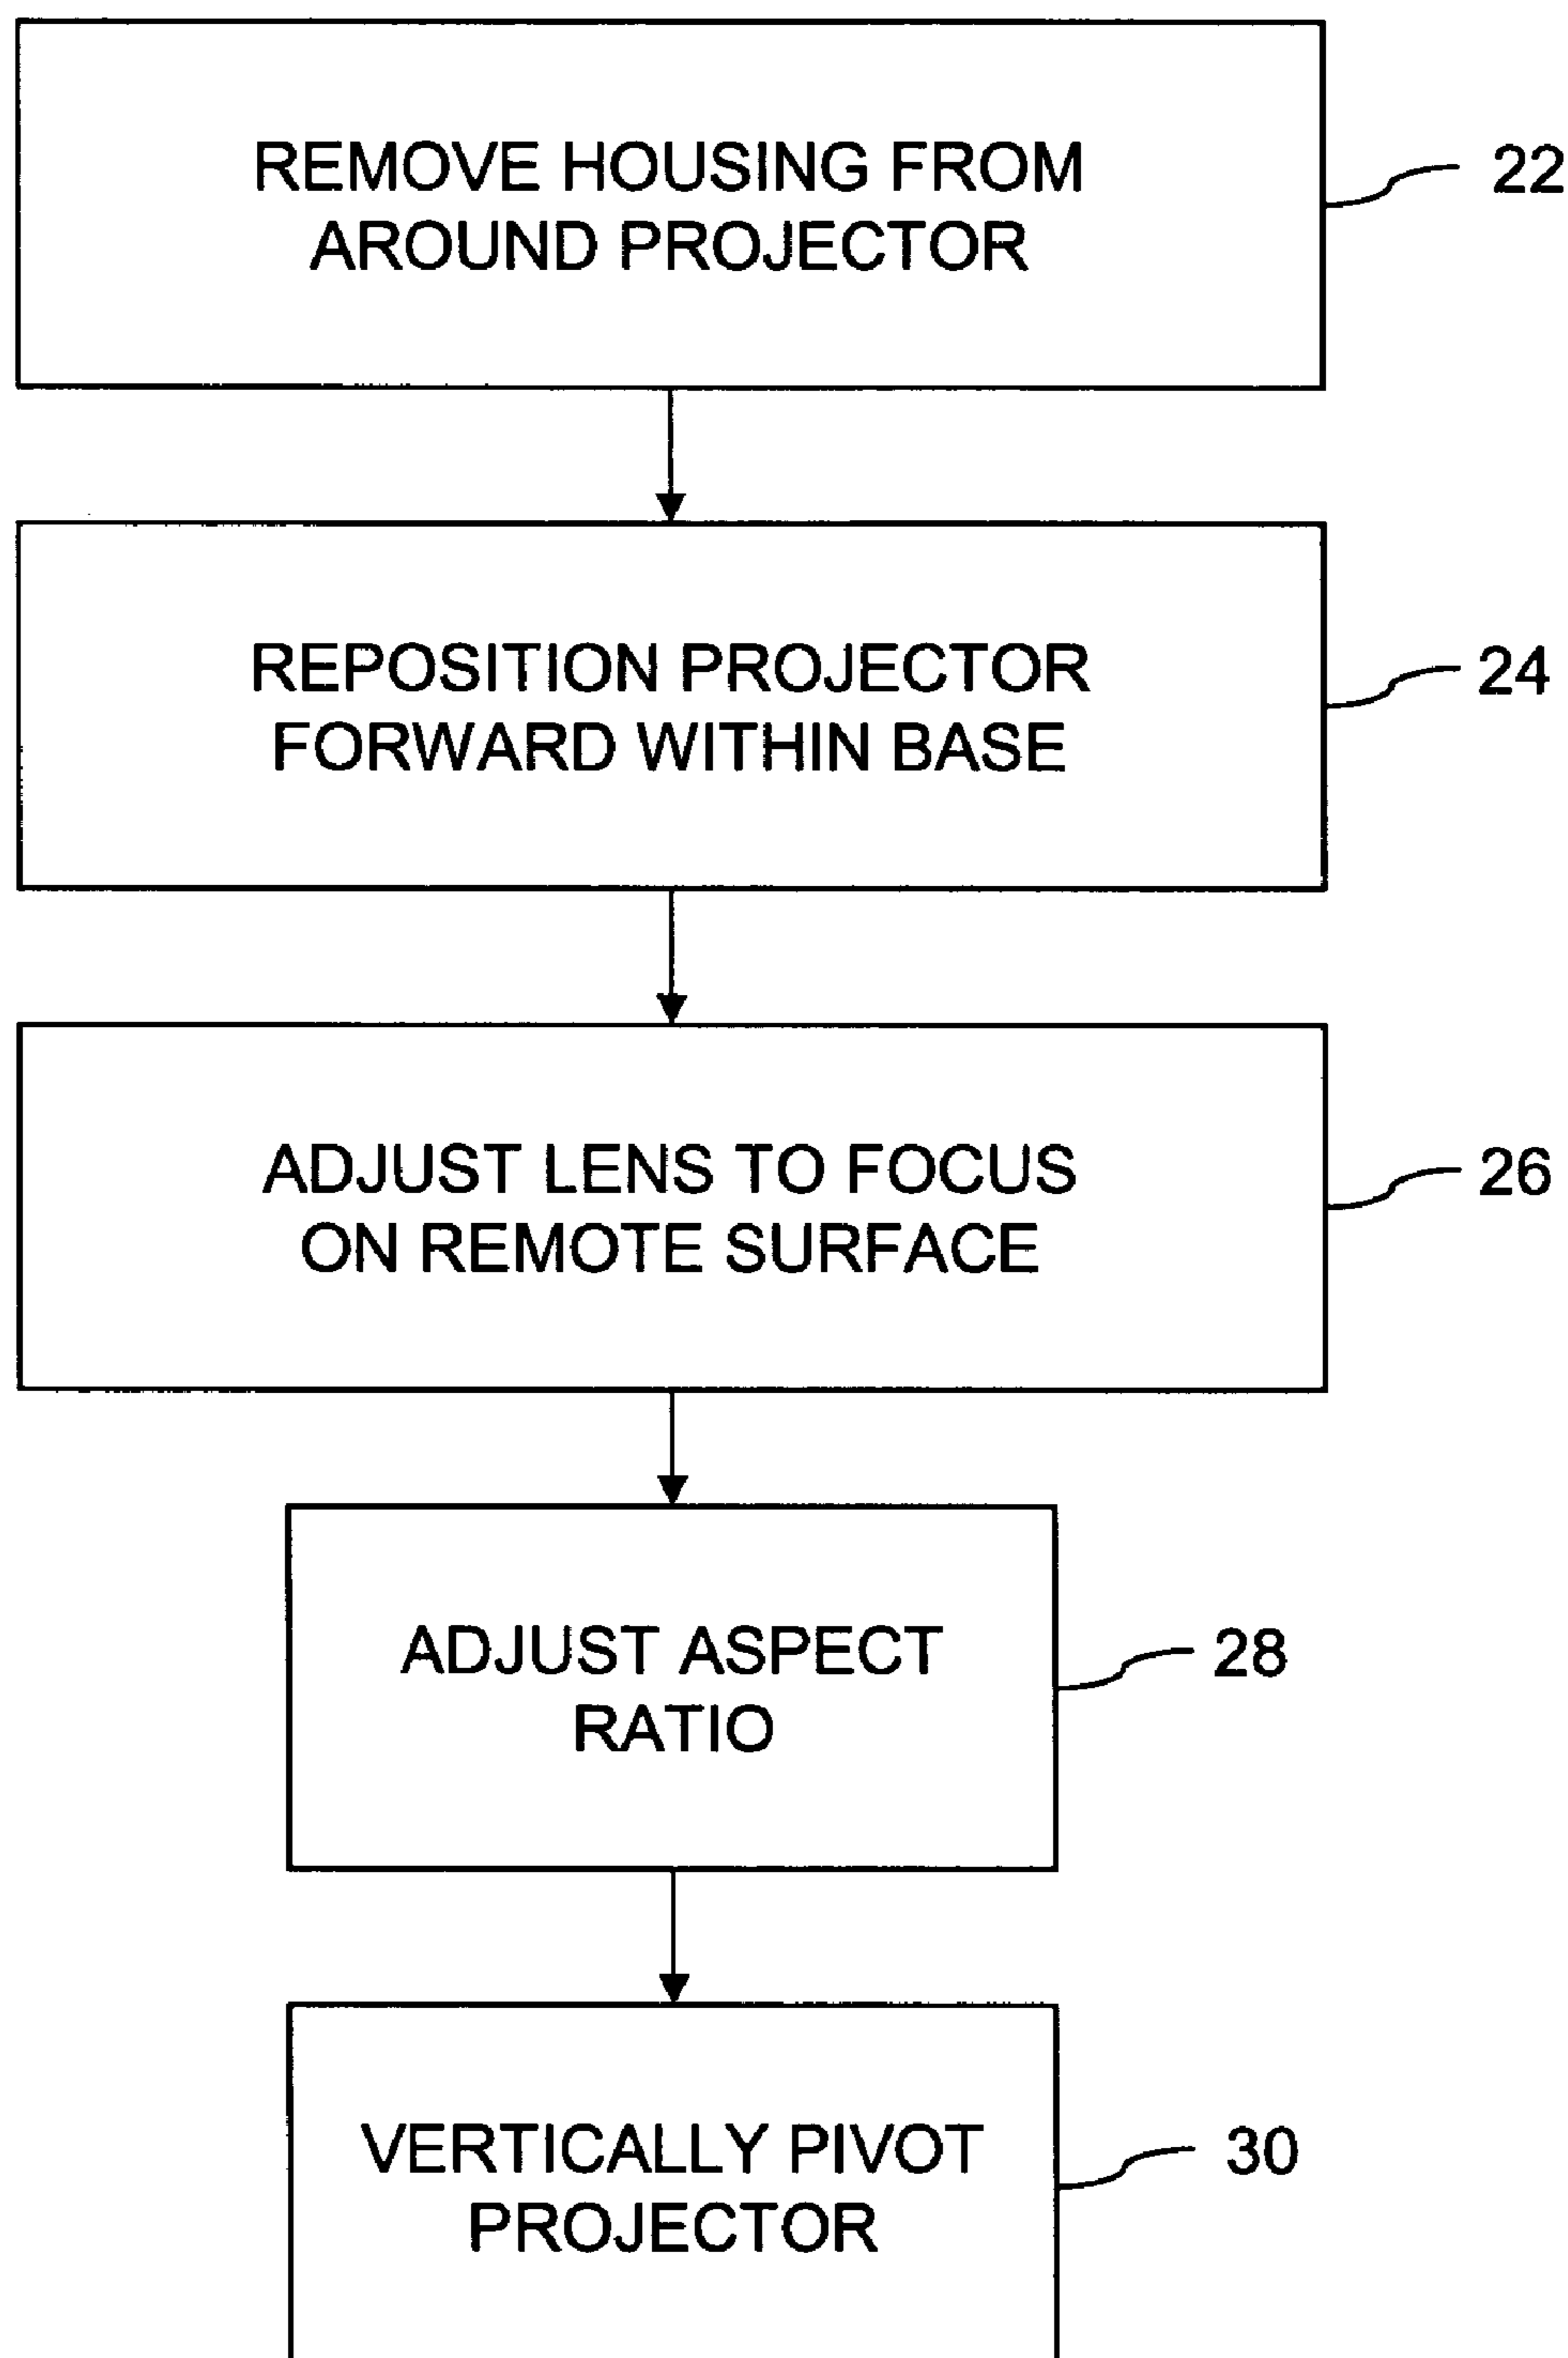 REMOVE HOUSING FROM
AROUND PROJECTOR
22
REPOSITION PROJECTOR
FORWARD WITHIN BASE
24
ADJUST LENS TO FOCUS
ON REMOTE SURFACE
26
ADJUST ASPECT
RATIO
28
VERTICALLY PIVOT
PROJECTOR
30